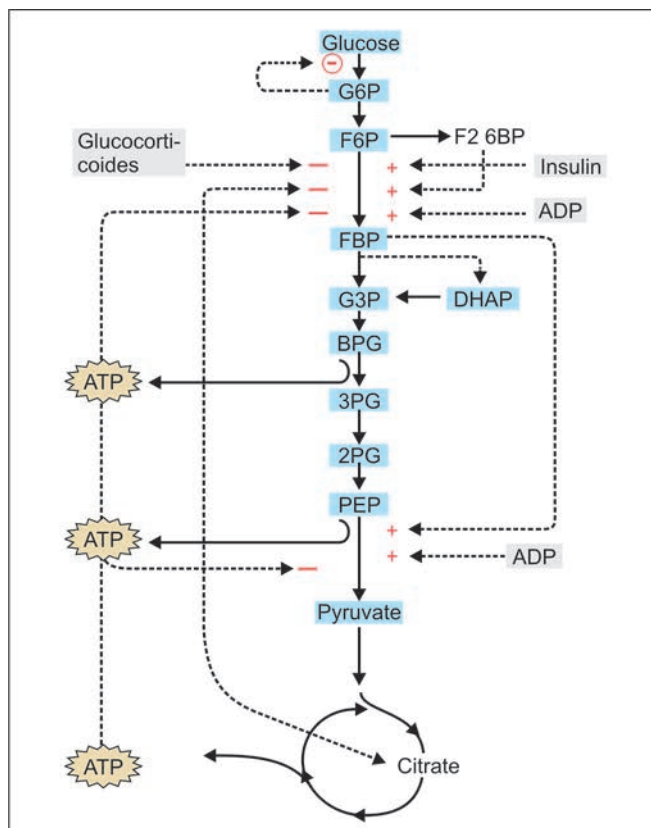 Glucose
−
G6P
Glucocorti-
coides
F6P
F2 6BP
− + Insulin
− +
− + ADP
FBP
G3P
DHAP
BPG
ATP
3PG
2PG
PEP
ATP
+
+ ADP
−
Pyruvate
ATP
Citrate